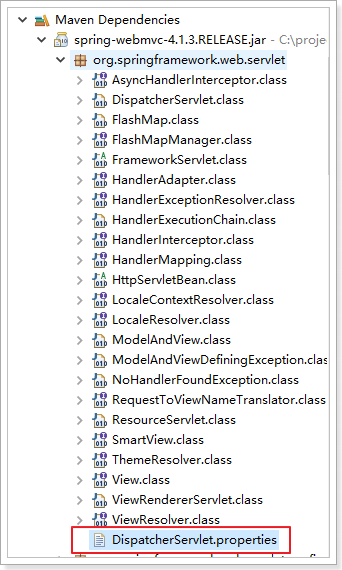 Maven Dependencies
spring-webmvc-4.1.3.RELEASE.jar - C:\proje
org.springframework.web.servlet
AsyncHandlerInterceptor.class
DispatcherServlet.class
FlashMap.class
FlashMapManager.class
FrameworkServlet.class
HandlerAdapter.class
HandlerExceptionResolver.class
HandlerExecutionChain.class
HandlerInterceptor.class
HandlerMapping.class
HttpServletBean.class
LocaleContextResolver.class
LocaleResolver.class
ModelAndView.class
ModelAndViewDefiningException.clas
NoHandlerFoundException.class
RequestToViewNameTranslator.class
ResourceServlet.class
SmartView.class
ThemeResolver.class
View.class
ViewRendererServlet.class
ViewResolver.class
DispatcherServlet.properties